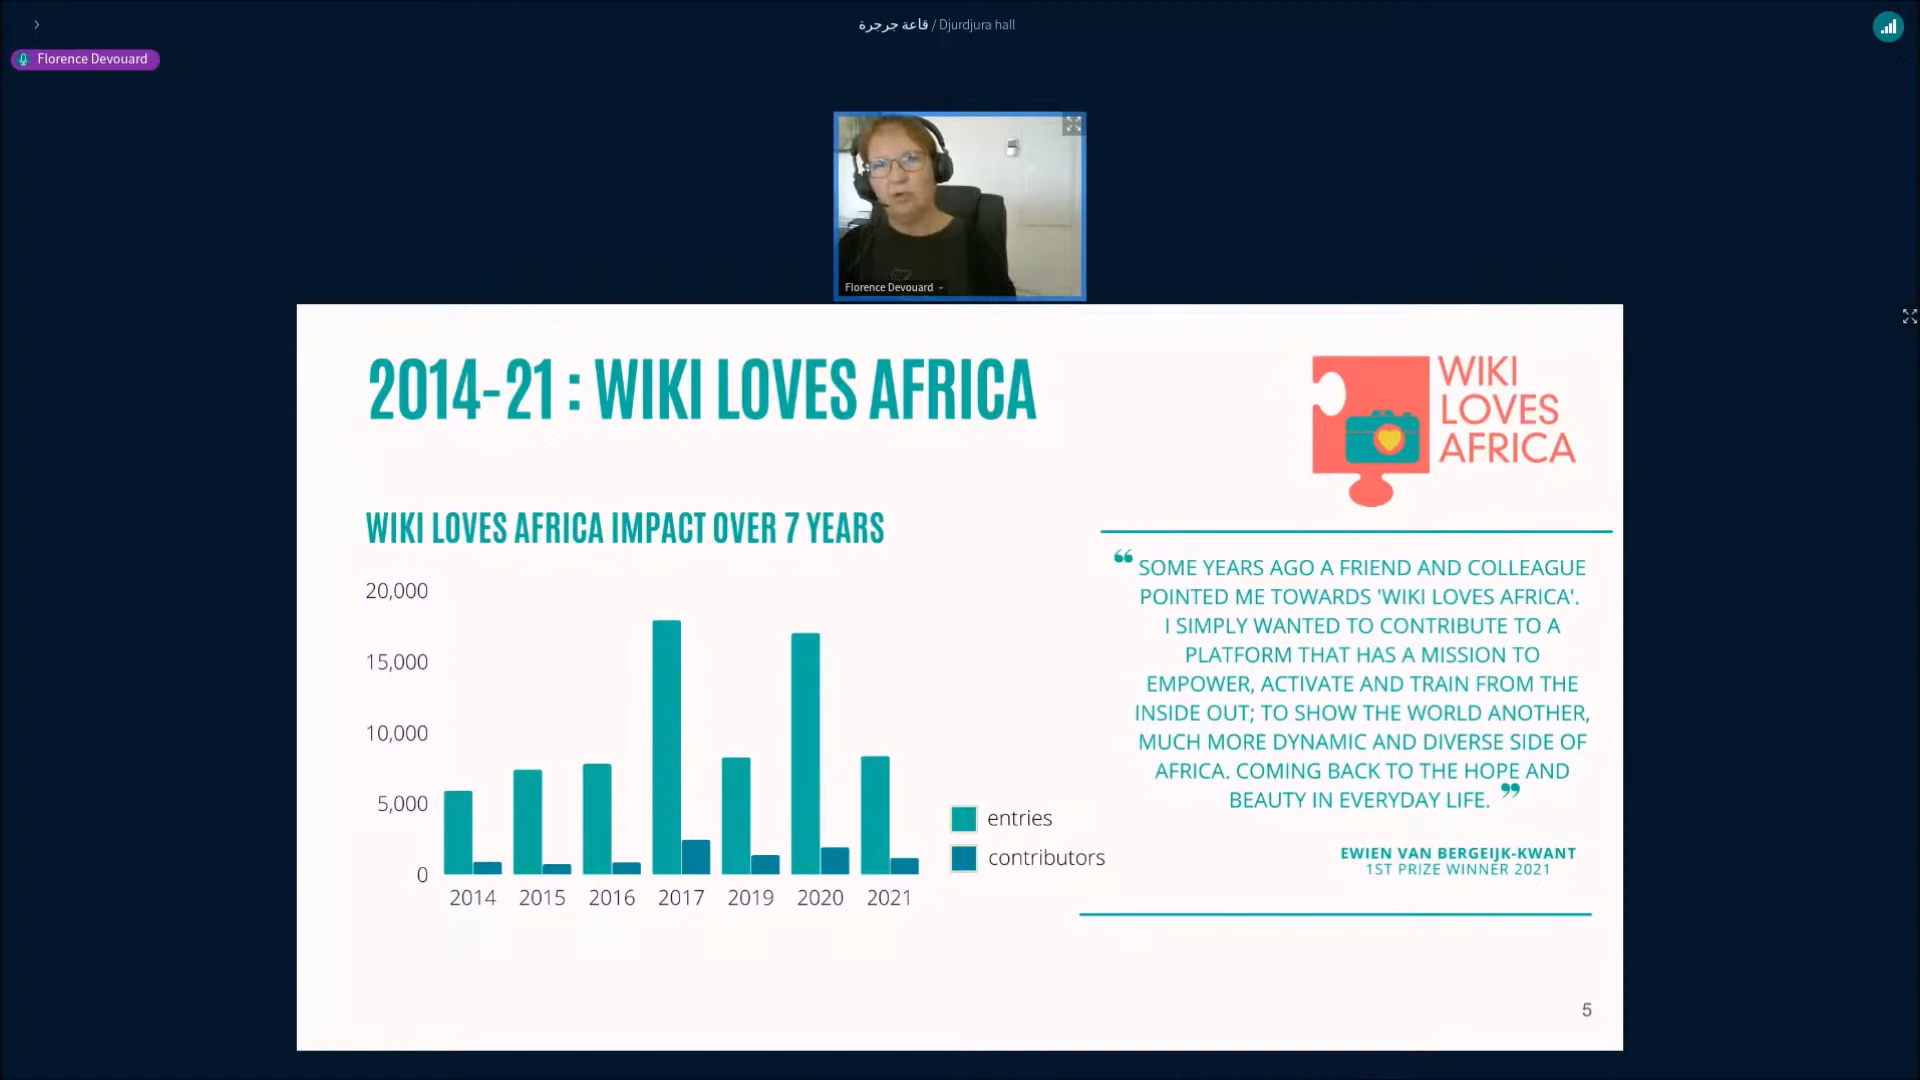 قاعة جرجرة / Djurdjura hall
Florence Devouard
Florence Devouard
2014-21 : WIKI LOVES AFRICA
WIKI
LOVES
AFRICA
WIKI LOVES AFRICA IMPACT OVER 7 YEARS
20,000
15,000
10,000
5,000
0
2014 2015 2016 2017 2019 2020 2021
entries
contributors
“ SOME YEARS AGO A FRIEND AND COLLEAGUE
POINTED ME TOWARDS 'WIKI LOVES AFRICA'.
I SIMPLY WANTED TO CONTRIBUTE TO A
PLATFORM THAT HAS A MISSION TO
EMPOWER, ACTIVATE AND TRAIN FROM THE
INSIDE OUT; TO SHOW THE WORLD ANOTHER,
MUCH MORE DYNAMIC AND DIVERSE SIDE OF
AFRICA. COMING BACK TO THE HOPE AND
BEAUTY IN EVERYDAY LIFE. ”
EWIEN VAN BERGEIJK-KWANT
1ST PRIZE WINNER 2021
5